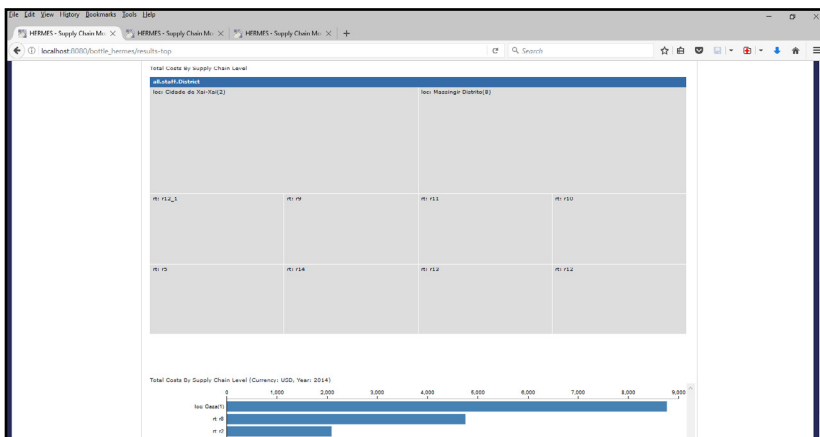 File Edit View History Bookmarks Tools Help
HERMES - Supply Chain Mo × HERMES - Supply Chain Mo × HERMES - Supply Chain Mo × +
localhost:8080/bottle_hermes/results-top Search
Total Costs By Supply Chain Level
all.staff.District
loc: Cidade de Xai-Xai(2) loc: Massingir Distrito(8)
rt: r12_1 rt: r9 rt: r11 rt: r10
rt: r5 rt: r14 rt: r13 rt: r12
Total Costs By Supply Chain Level (Currency: USD, Year: 2014)
0 1,000 2,000 3,000 4,000 5,000 6,000 7,000 8,000 9,000
loc: Gaza(1)
rt: r8
rt: r7